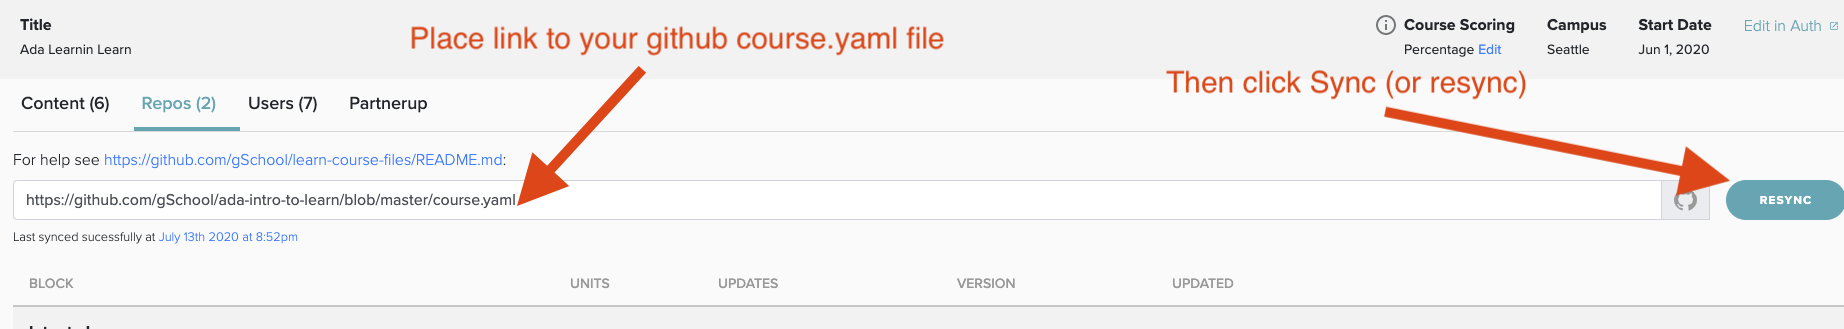 Title
Ada Learnin Learn
Place link to your github course.yaml file
Course Scoring
Percentage Edit
Campus
Seattle
Start Date
Jun 1, 2020
Edit in Auth
Then click Sync (or resync)
Content (6) Repos (2) Users (7) Partnerup
For help see https://github.com/gSchool/learn-course-files/README.md:
https://github.com/gSchool/ada-intro-to-learn/blob/master/course.yaml
RESYNC
Last synced sucessfully at July 13th 2020 at 8:52pm
BLOCK UNITS UPDATES VERSION UPDATED